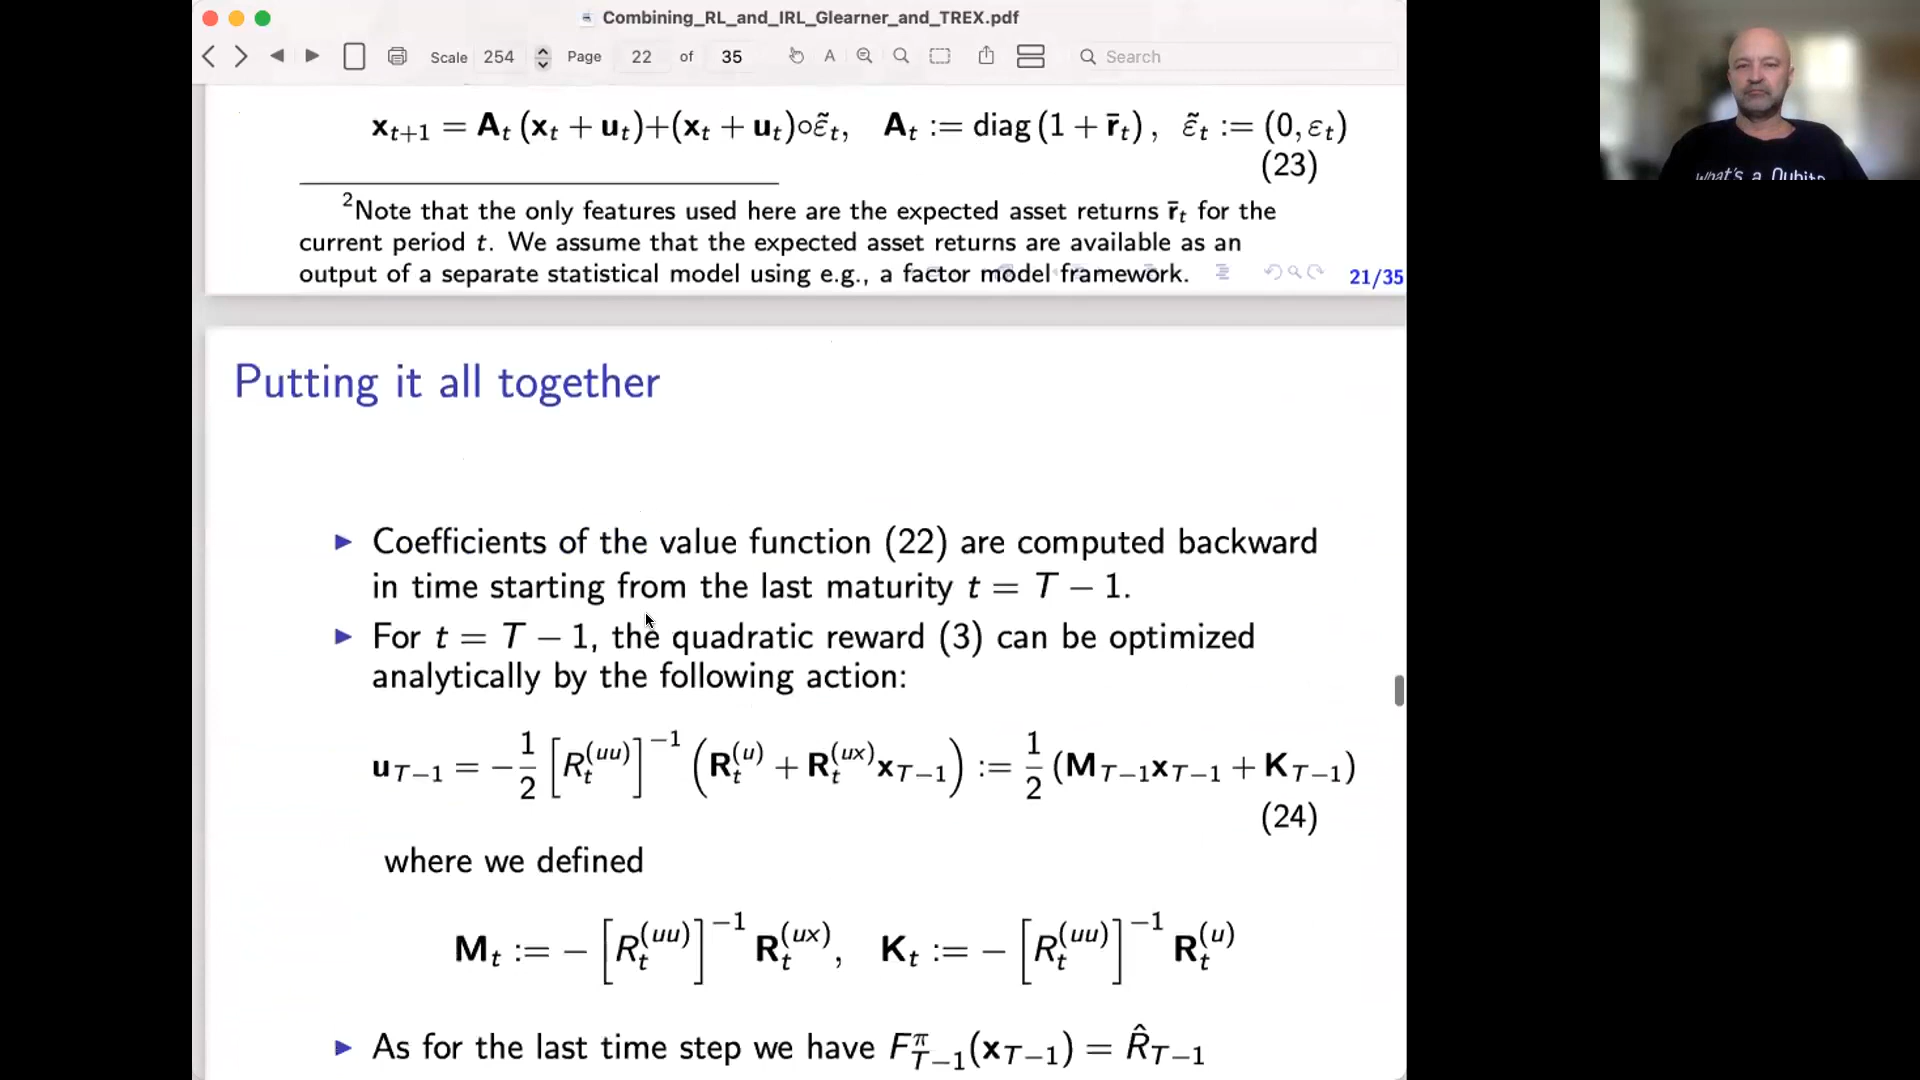 Combining_RL_and_IRL_Glearner_and_TREX.pdf
Scale 254 Page 22 of 35 A Search
x_{t+1} = A_t (x_t + u_t)+(x_t + u_t)∘ε̃_t, A_t := diag (1 + r̄_t), ε̃_t := (0, ε_t)
(23)
²Note that the only features used here are the expected asset returns r̄_t for the
current period t. We assume that the expected asset returns are available as an
output of a separate statistical model using e.g., a factor model framework.
21/35
Putting it all together
▶ Coefficients of the value function (22) are computed backward
in time starting from the last maturity t = T − 1.
▶ For t = T − 1, the quadratic reward (3) can be optimized
analytically by the following action:
u_{T−1} = −1/2 [R_t^{(uu)}]^{−1} (R_t^{(u)} + R_t^{(ux)} x_{T−1}) := 1/2 (M_{T−1}x_{T−1} + K_{T−1})
(24)
where we defined
M_t := − [R_t^{(uu)}]^{−1} R_t^{(ux)}, K_t := − [R_t^{(uu)}]^{−1} R_t^{(u)}
▶ As for the last time step we have F^π_{T−1}(x_{T−1}) = R̂_{T−1}
What's a Qubit